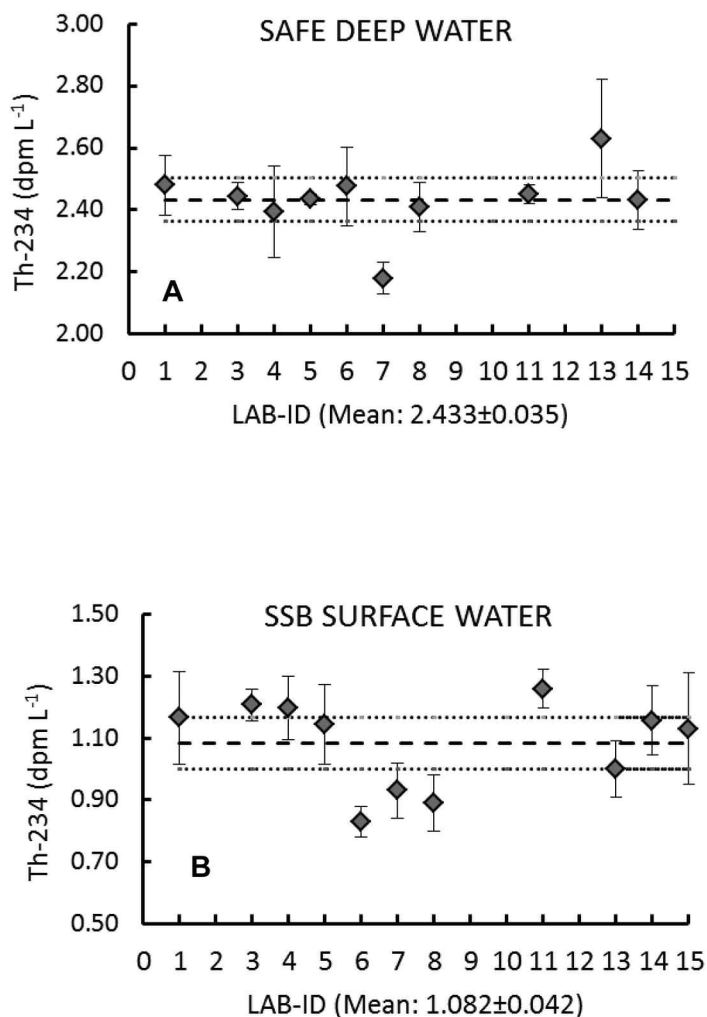 SAFE DEEP WATER
3.00
2.80
2.60
2.40
2.20
2.00
Th-234 (dpm L-1)
A
0 1 2 3 4 5 6 7 8 9 10 11 12 13 14 15
LAB-ID (Mean: 2.433±0.035)
SSB SURFACE WATER
1.50
1.30
1.10
0.90
0.70
0.50
Th-234 (dpm L-1)
B
0 1 2 3 4 5 6 7 8 9 10 11 12 13 14 15
LAB-ID (Mean: 1.082±0.042)